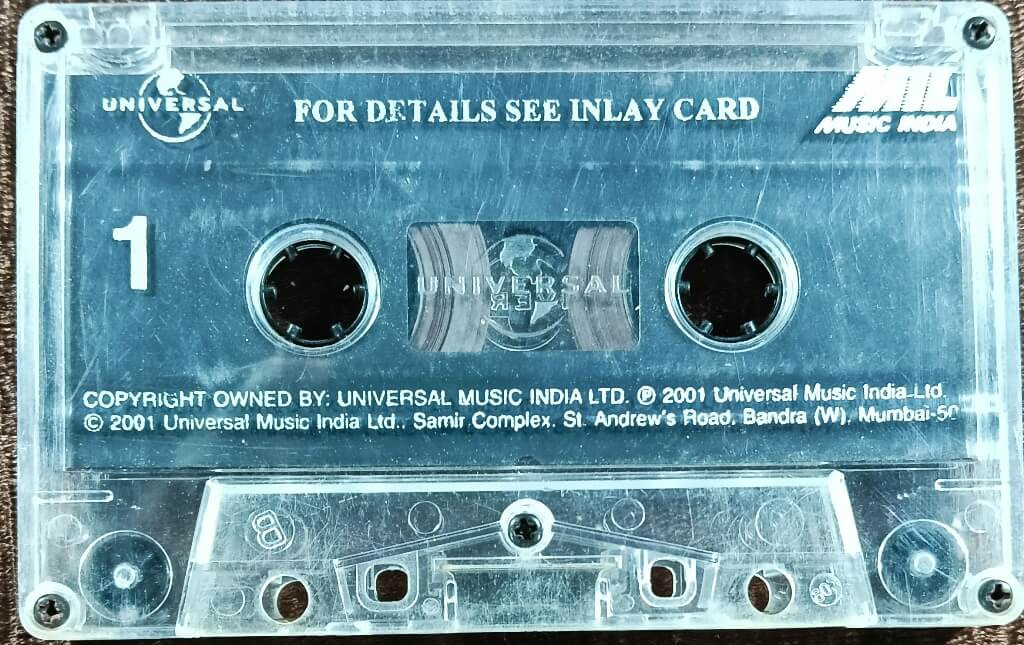 UNIVERSAL
FOR DETAILS SEE INLAY CARD
MIL
MUSIC INDIA
1
UNIVERSAL
COPYRIGHT OWNED BY: UNIVERSAL MUSIC INDIA LTD. ℗ 2001 Universal Music India Ltd.
© 2001 Universal Music India Ltd., Samir Complex, St. Andrew's Road, Bandra (W), Mumbai-50
B